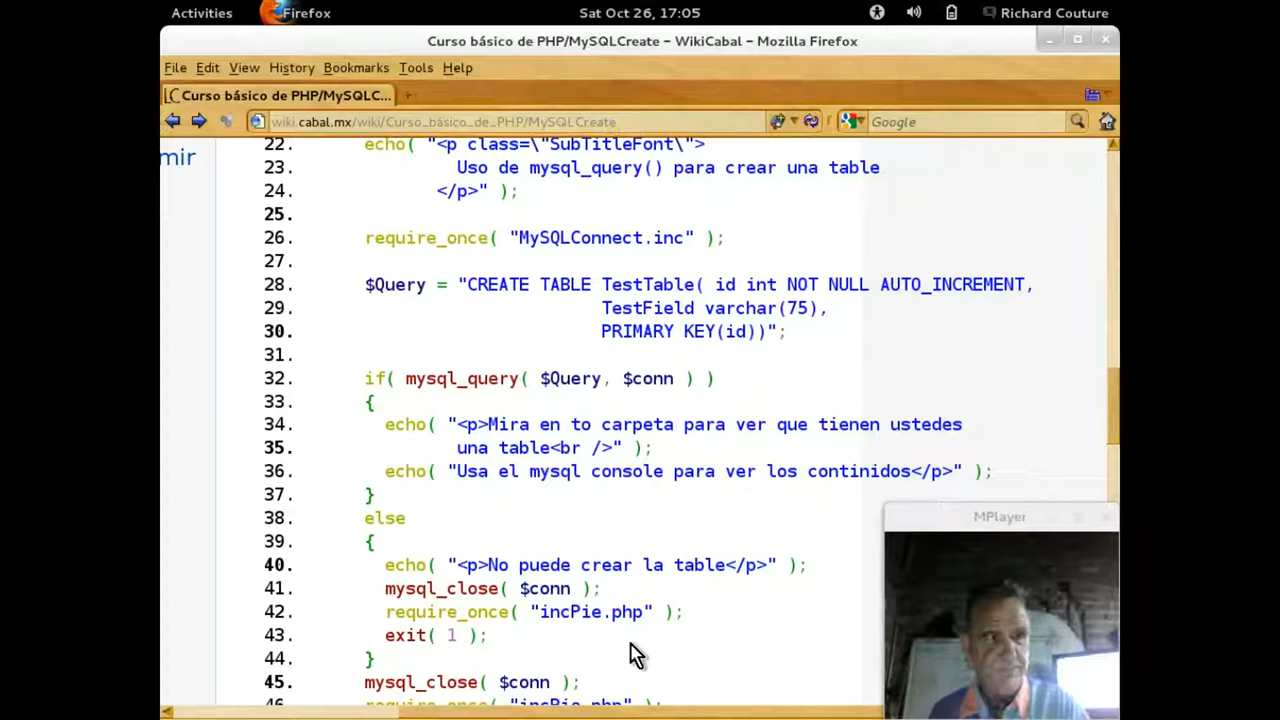 Activities Firefox Sat Oct 26, 17:05 Richard Couture
Curso básico de PHP/MySQLCreate – WikiCabal – Mozilla Firefox
File Edit View History Bookmarks Tools Help
Curso básico de PHP/MySQLC...
wiki.cabal.mx/wiki/Curso_básico_de_PHP/MySQLCreate Google
mir
22. echo( "<p class=\"SubTitleFont\">
23. Uso de mysql_query() para crear una table
24. </p>" );
25.
26. require_once( "MySQLConnect.inc" );
27.
28. $Query = "CREATE TABLE TestTable( id int NOT NULL AUTO_INCREMENT,
29. TestField varchar(75),
30. PRIMARY KEY(id))";
31.
32. if( mysql_query( $Query, $conn ) )
33. {
34. echo( "<p>Mira en to carpeta para ver que tienen ustedes
35. una table<br />" );
36. echo( "Usa el mysql console para ver los continidos</p>" );
37. }
38. else
39. {
40. echo( "<p>No puede crear la table</p>" );
41. mysql_close( $conn );
42. require_once( "incPie.php" );
43. exit( 1 );
44. }
45. mysql_close( $conn );
46. require_once( "incPie.php" );
MPlayer